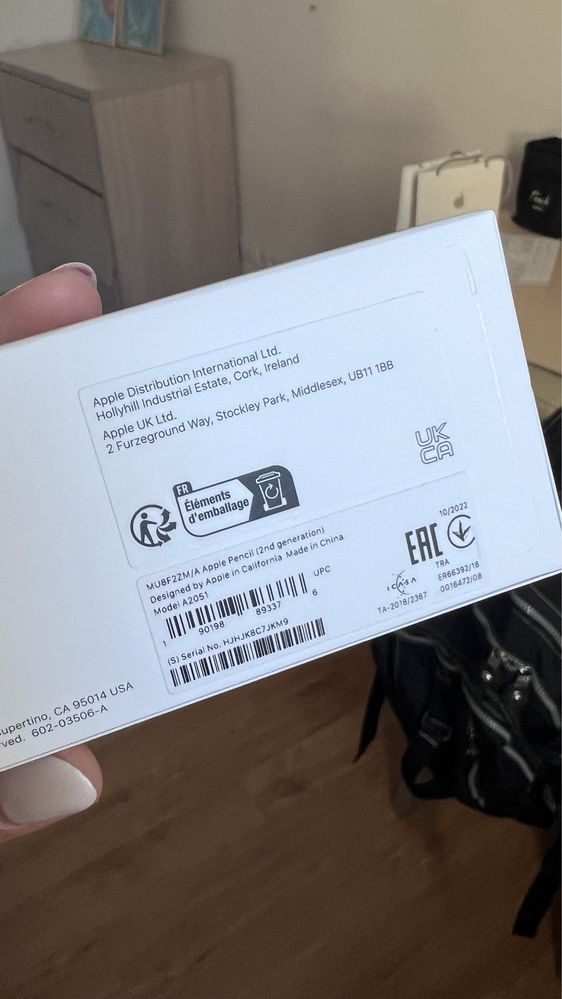 Apple Distribution International Ltd.
Hollyhill Industrial Estate, Cork, Ireland
Apple UK Ltd.
2 Furzeground Way, Stockley Park, Middlesex, UB11 1BB
UK
CA
FR
Éléments
d'emballage
MU8F2ZM/A Apple Pencil (2nd generation)
Designed by Apple in California Made in China
Model A2051
UPC
1 90198 89337 6
(S) Serial No. HJHJK8C7JKM9
10/2022
EAC
TRA
ER66392/18
0016472/08
ICASA
TA-2018/2367
upertino, CA 95014 USA
ved. 602-03506-A